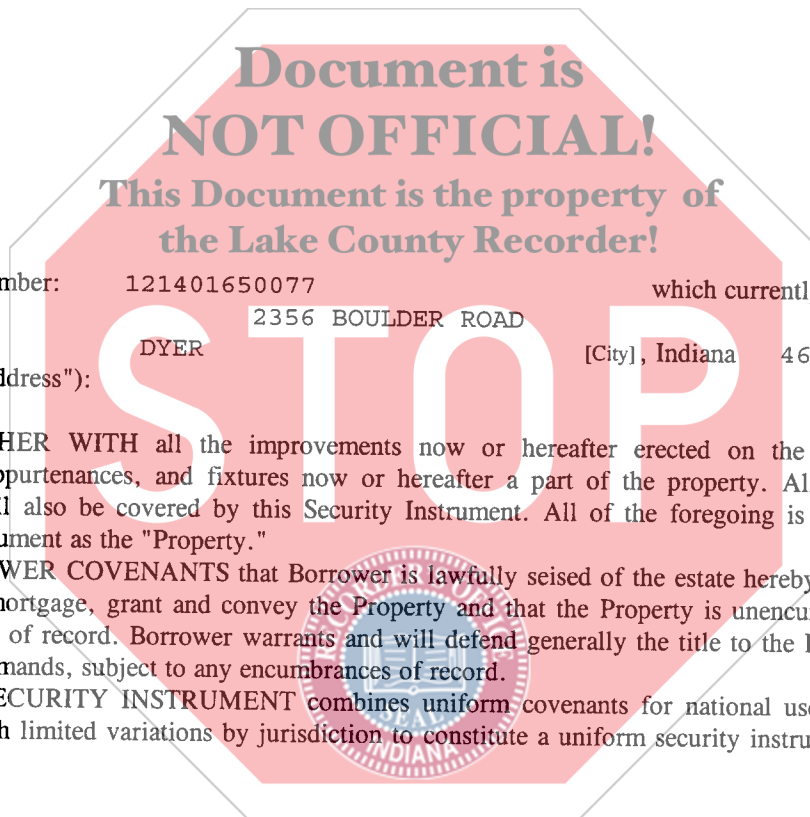 Document is
NOT OFFICIAL!
This Document is the property of
the Lake County Recorder!
mber: 121401650077 which currentl
2356 BOULDER ROAD
DYER [City], Indiana 46
ddress"):
STOP
HER WITH all the improvements now or hereafter erected on the
ppurtenances, and fixtures now or hereafter a part of the property. Al
ll also be covered by this Security Instrument. All of the foregoing is
ument as the "Property."
WER COVENANTS that Borrower is lawfully seised of the estate hereby
nortgage, grant and convey the Property and that the Property is unencu
of record. Borrower warrants and will defend generally the title to the
mands, subject to any encumbrances of record.
ECURITY INSTRUMENT combines uniform covenants for national use
h limited variations by jurisdiction to constitute a uniform security instru
SEAL
INDIANA